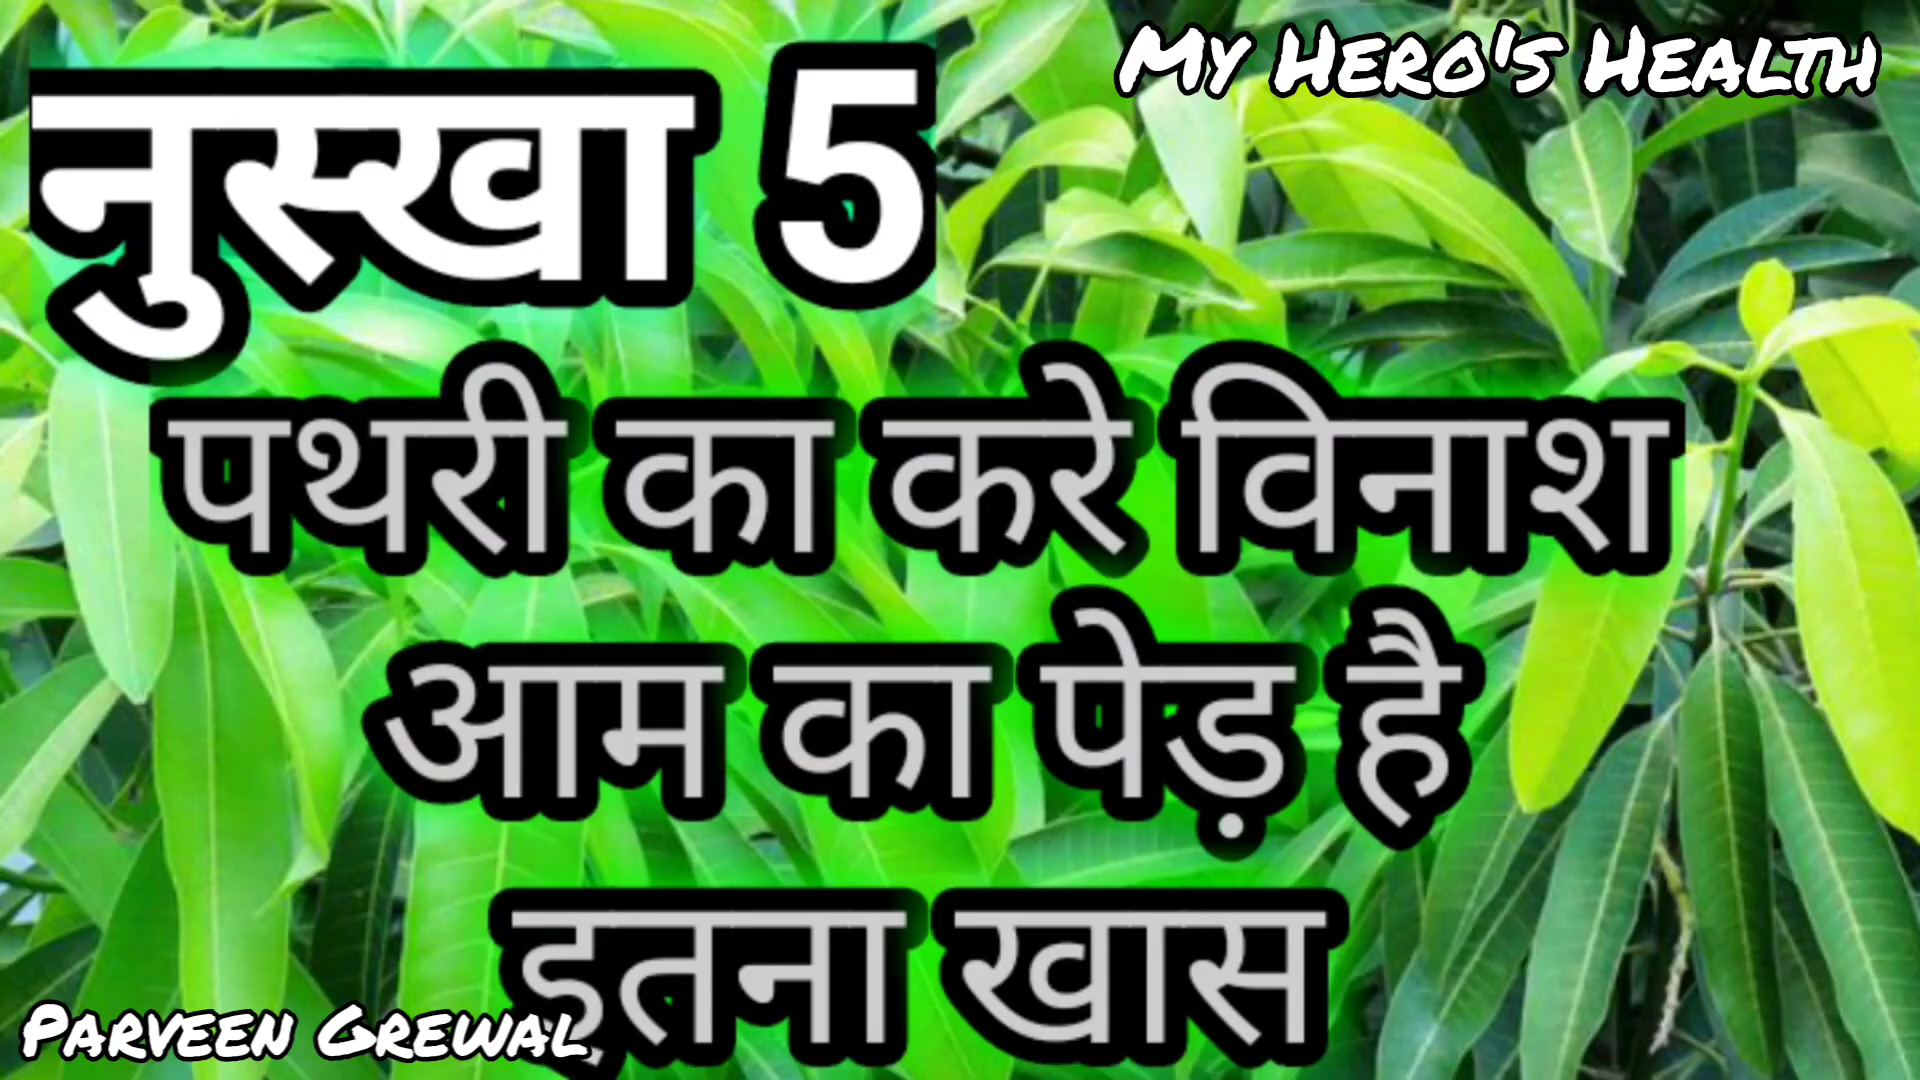 My Hero's Health
नुस्खा 5
पथरी का करे विनाश
आम का पेड़ है
इतना खास
Parveen Grewal